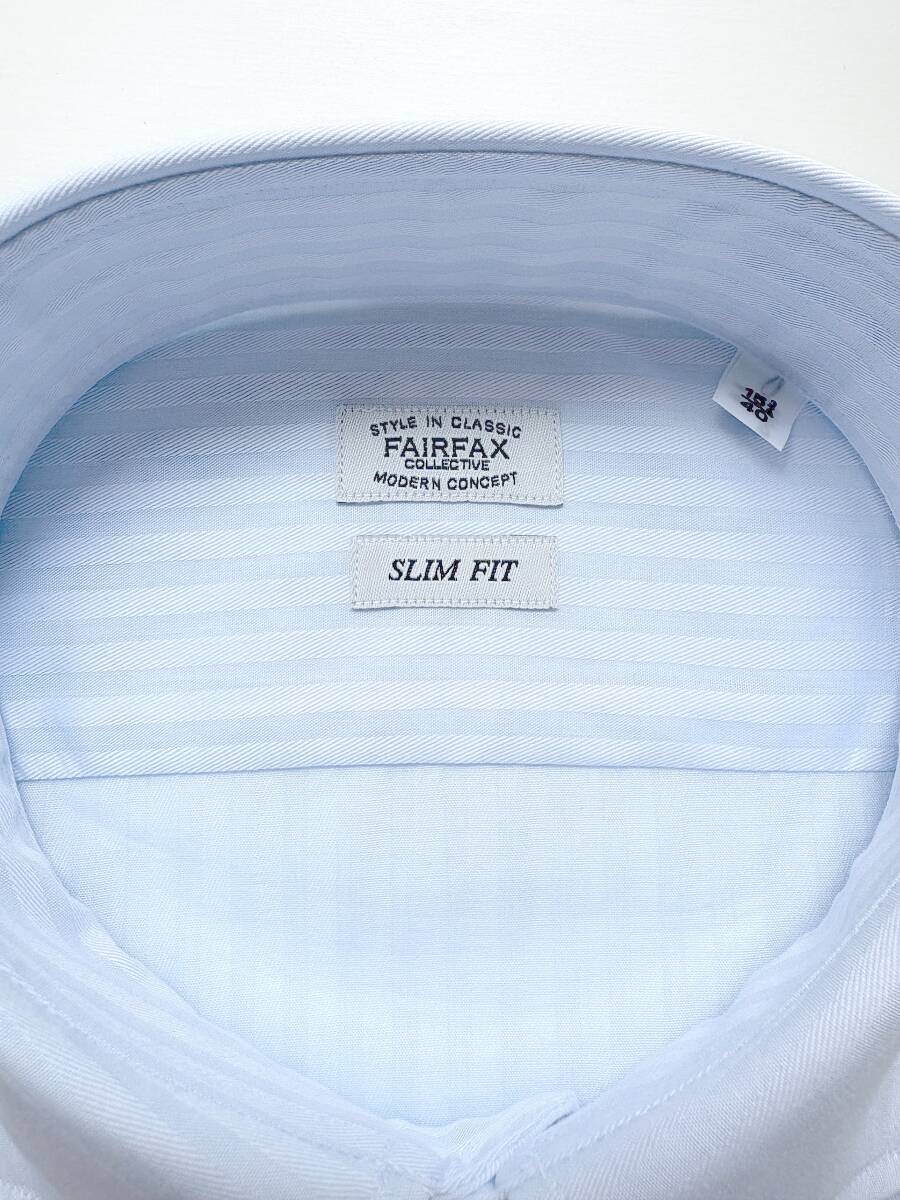 STYLE IN CLASSIC
FAIRFAX
COLLECTIVE
MODERN CONCEPT
SLIM FIT
40